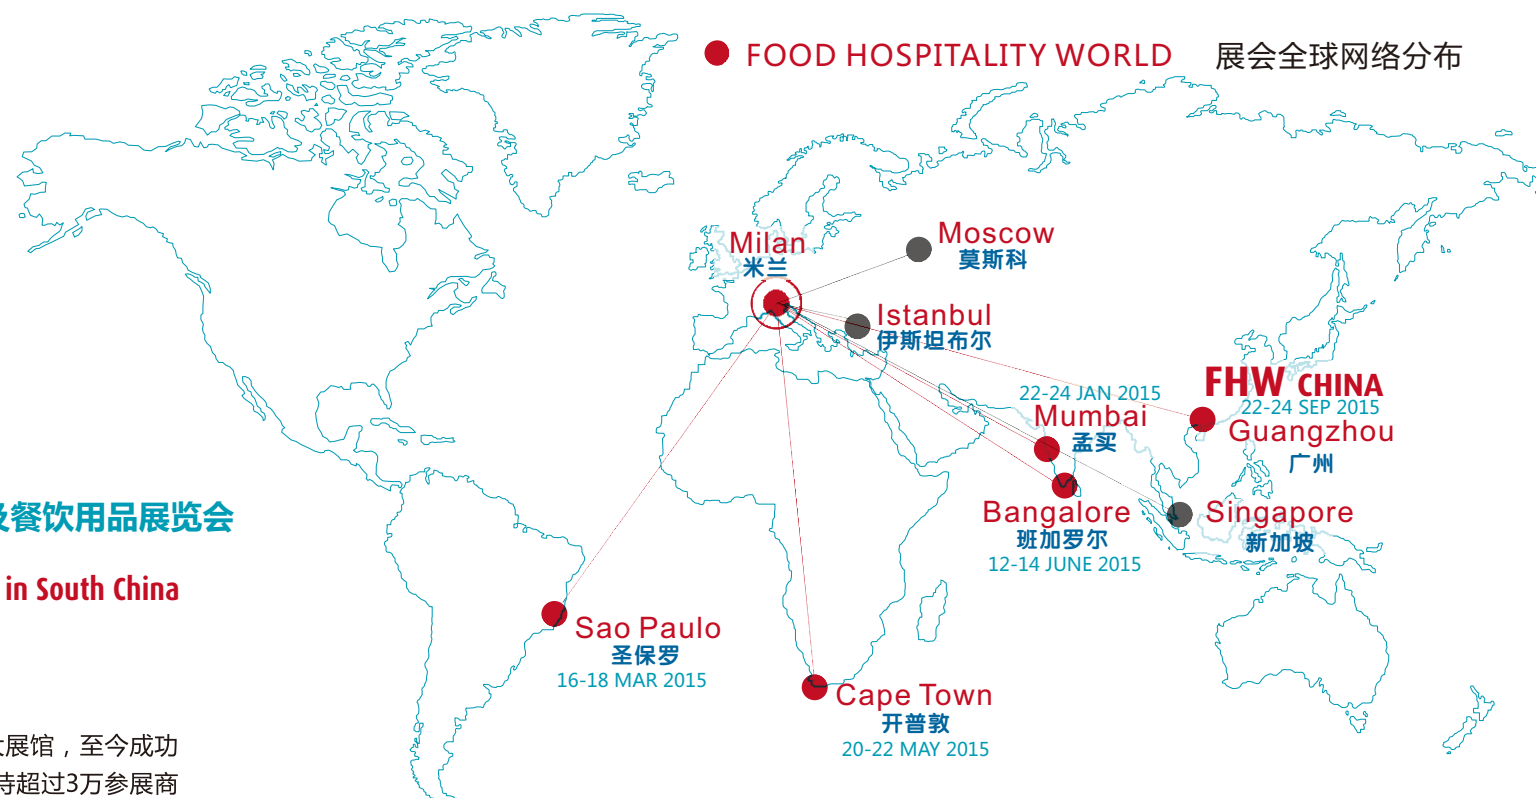 FOOD HOSPITALITY WORLD 展会全球网络分布
Moscow
莫斯科
Milan
米兰
Istanbul
伊斯坦布尔
FHW CHINA
22-24 SEP 2015
Guangzhou
广州
22-24 JAN 2015
Mumbai
孟买
Bangalore
班加罗尔
12-14 JUNE 2015
Singapore
新加坡
及餐饮用品展览会
in South China
Sao Paulo
圣保罗
16-18 MAR 2015
Cape Town
开普敦
20-22 MAY 2015
大展馆，至今成功
待超过3万参展商